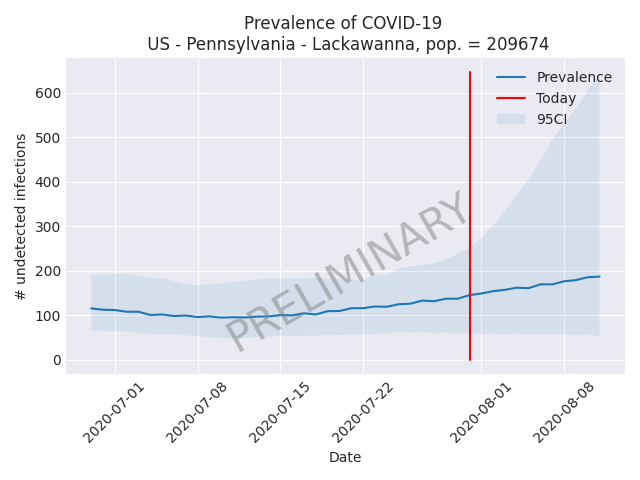 Prevalence of COVID-19
US - Pennsylvania - Lackawanna, pop. = 209674
Prevalence
Today
95CI
PRELIMINARY
# undetected infections
600
500
400
300
200
100
0
2020-07-01
2020-07-08
2020-07-15
2020-07-22
2020-08-01
2020-08-08
Date